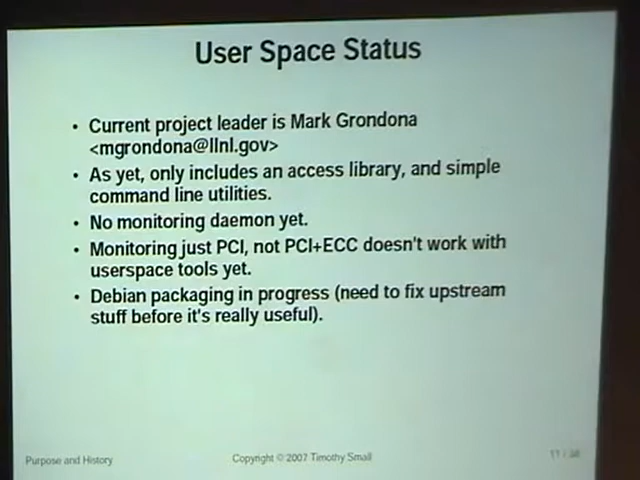 User Space Status
• Current project leader is Mark Grondona
<mgrondona@llnl.gov>
• As yet, only includes an access library, and simple
command line utilities.
• No monitoring daemon yet.
• Monitoring just PCI, not PCI+ECC doesn't work with
userspace tools yet.
• Debian packaging in progress (need to fix upstream
stuff before it's really useful).
Purpose and History
Copyright © 2007 Timothy Small
11 /